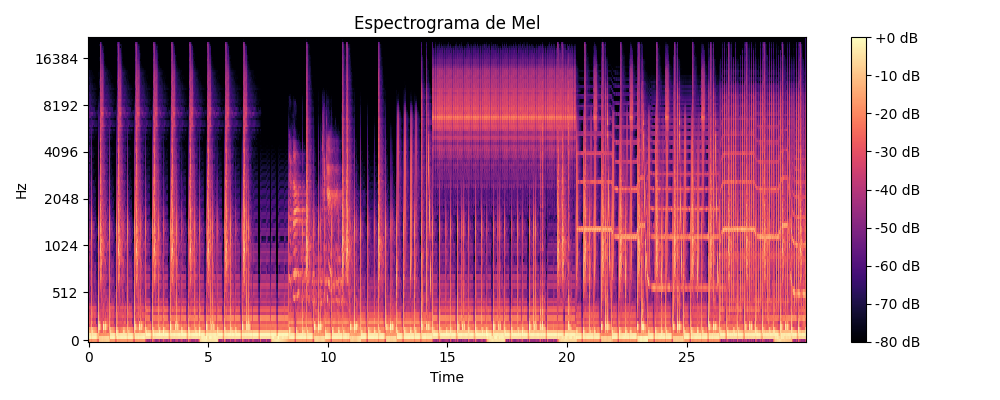 Espectrograma de Mel
16384
8192
4096
2048
1024
512
0
Hz
0 5 10 15 20 25
Time
+0 dB
-10 dB
-20 dB
-30 dB
-40 dB
-50 dB
-60 dB
-70 dB
-80 dB